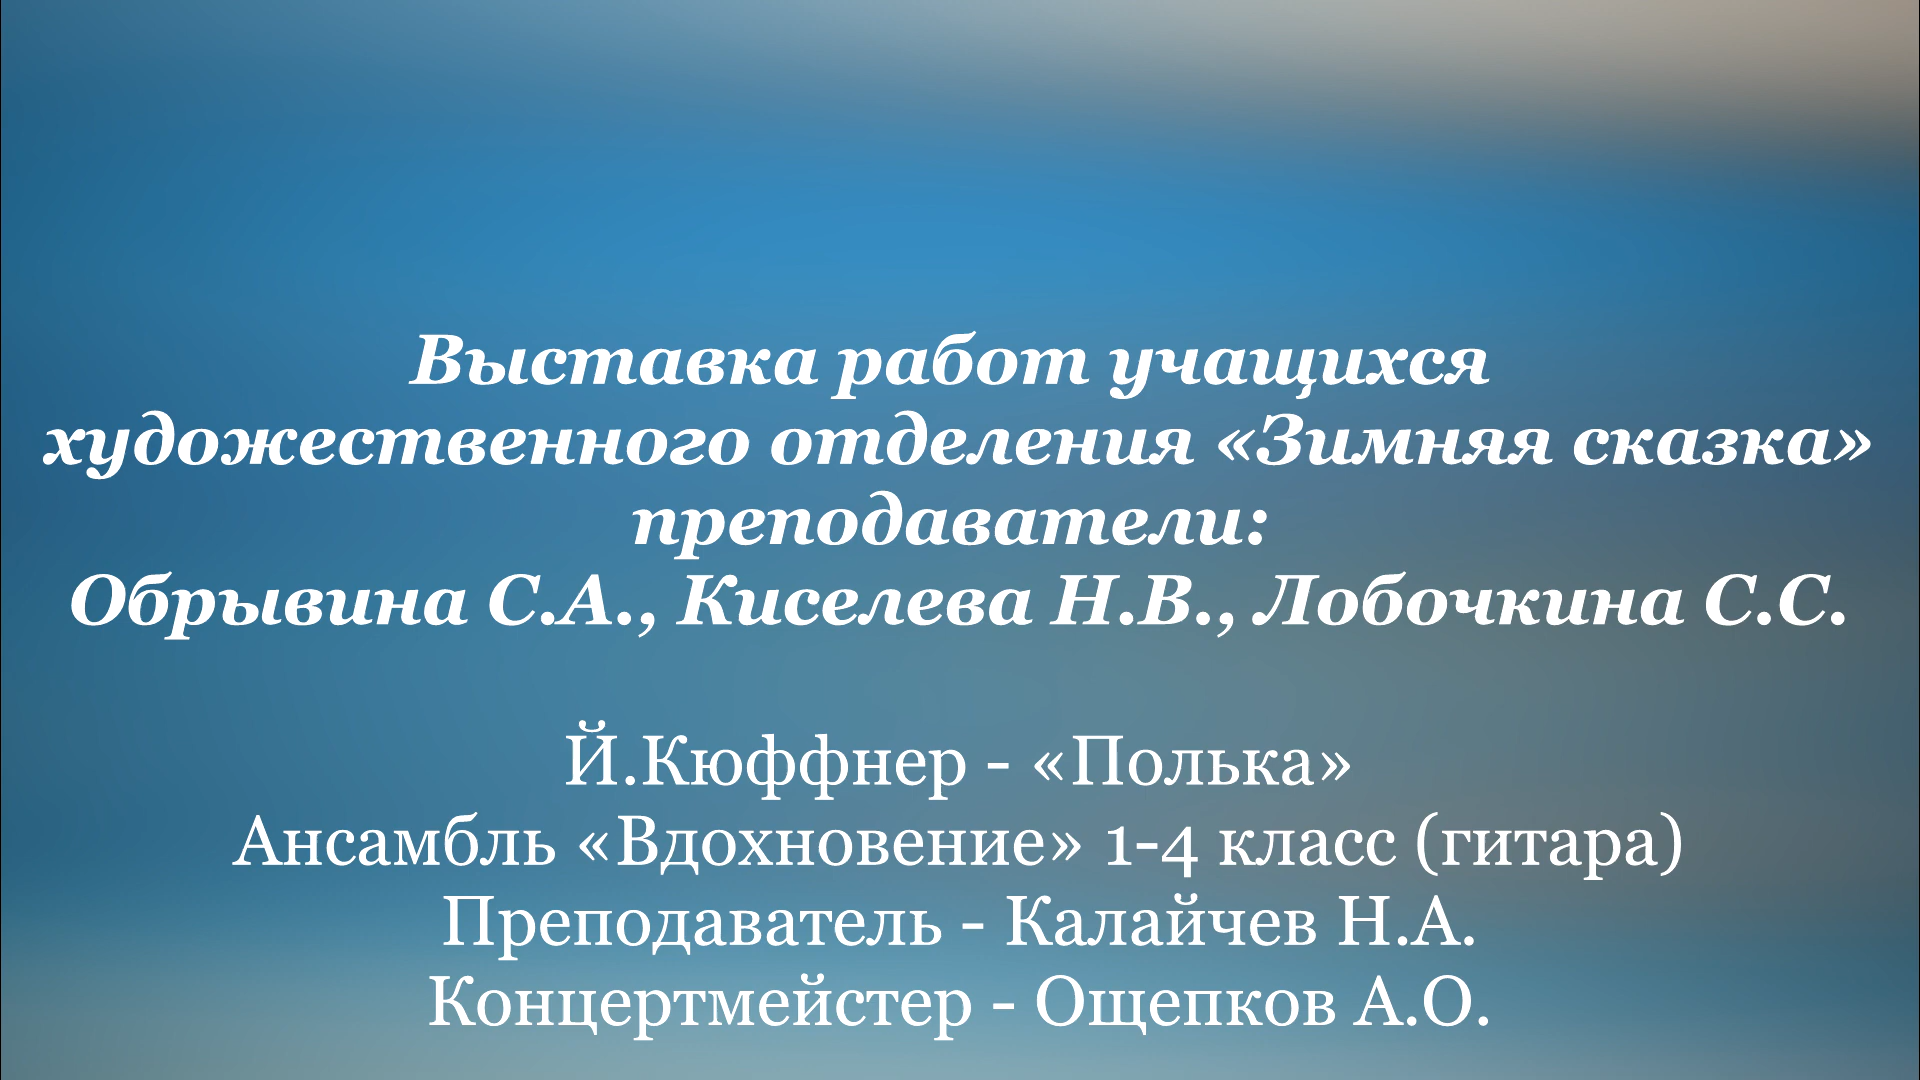 Выставка работ учащихся
художественного отделения «Зимняя сказка»
преподаватели:
Обрывина С.А., Киселева Н.В., Лобочкина С.С.
Й.Кюффнер - «Полька»
Ансамбль «Вдохновение» 1-4 класс (гитара)
Преподаватель - Калайчев Н.А.
Концертмейстер - Ощепков А.О.